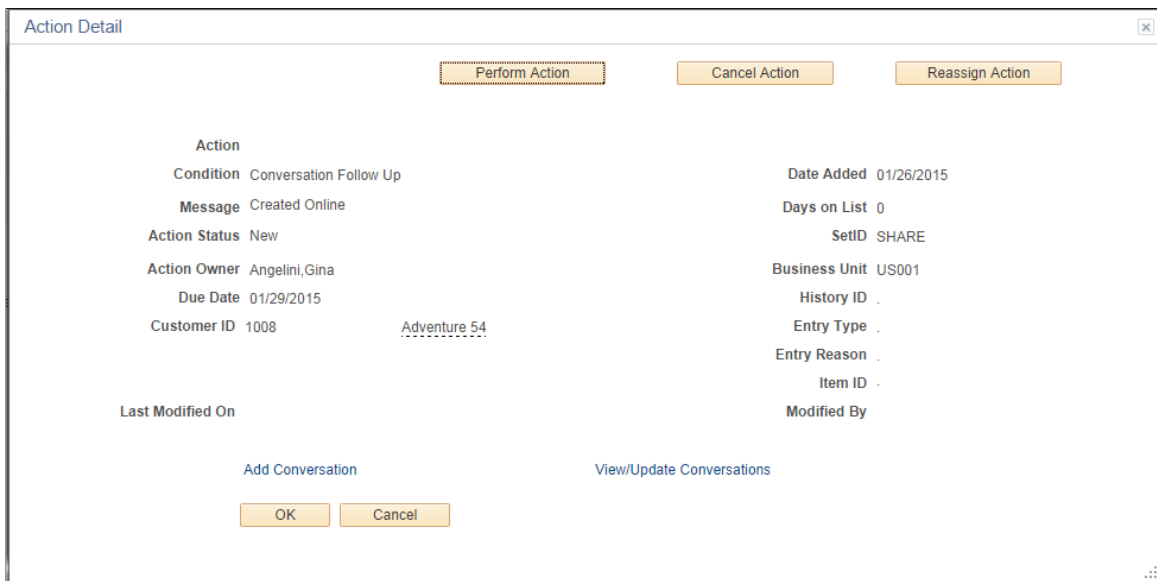 Action Detail
Perform Action Cancel Action Reassign Action
Action
Condition Conversation Follow Up Date Added 01/26/2015
Message Created Online Days on List 0
Action Status New SetID SHARE
Action Owner Angelini,Gina Business Unit US001
Due Date 01/29/2015 History ID .
Customer ID 1008 Adventure 54 Entry Type .
Entry Reason .
Item ID .
Last Modified On Modified By
Add Conversation View/Update Conversations
OK Cancel